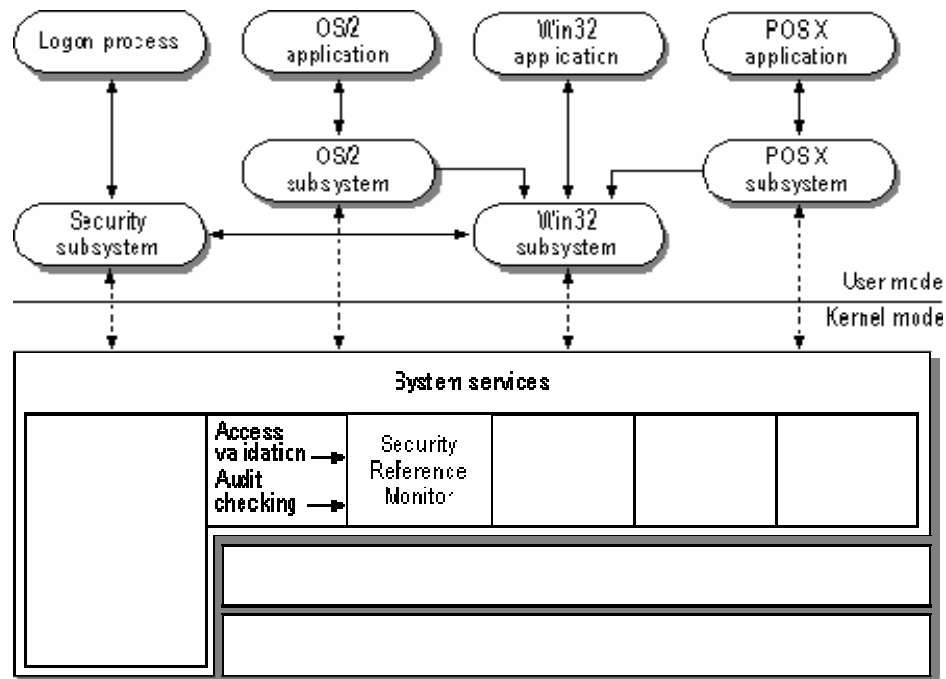 Logon process
OS/2
application
Win32
application
POSIX
application
OS/2
subsystem
POSIX
subsystem
Security
subsystem
Win32
subsystem
User mode
Kernel mode
System services
Access
validation
Audit
checking
Security
Reference
Monitor